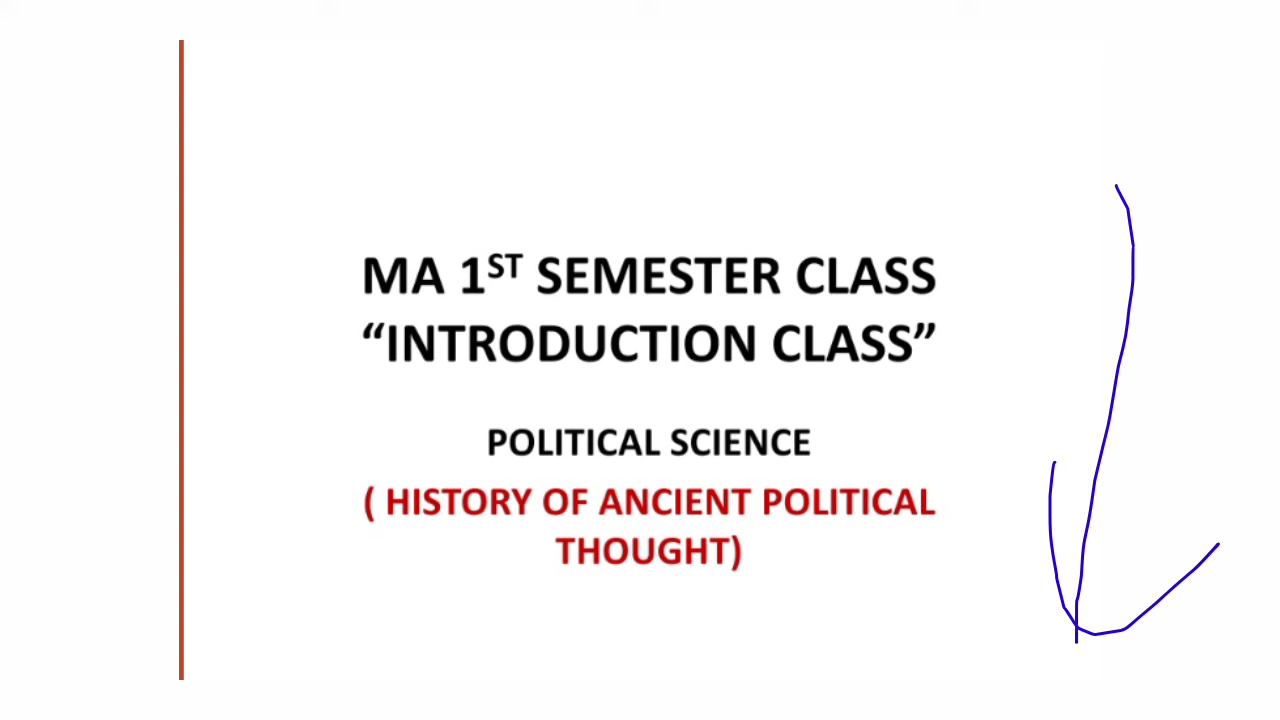 MA 1ST SEMESTER CLASS
“INTRODUCTION CLASS”
POLITICAL SCIENCE
( HISTORY OF ANCIENT POLITICAL
THOUGHT)